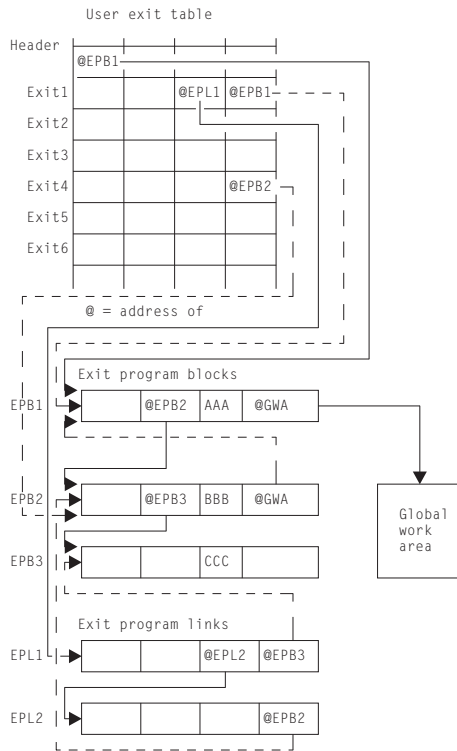 User exit table
Header
@EPB1
Exit1 @EPL1 @EPB1
Exit2
Exit3
Exit4 @EPB2
Exit5
Exit6
@ = address of
Exit program blocks
EPB1 @EPB2 AAA @GWA
EPB2 @EPB3 BBB @GWA
Global
work
area
EPB3 CCC
Exit program links
EPL1 @EPL2 @EPB3
EPL2 @EPB2